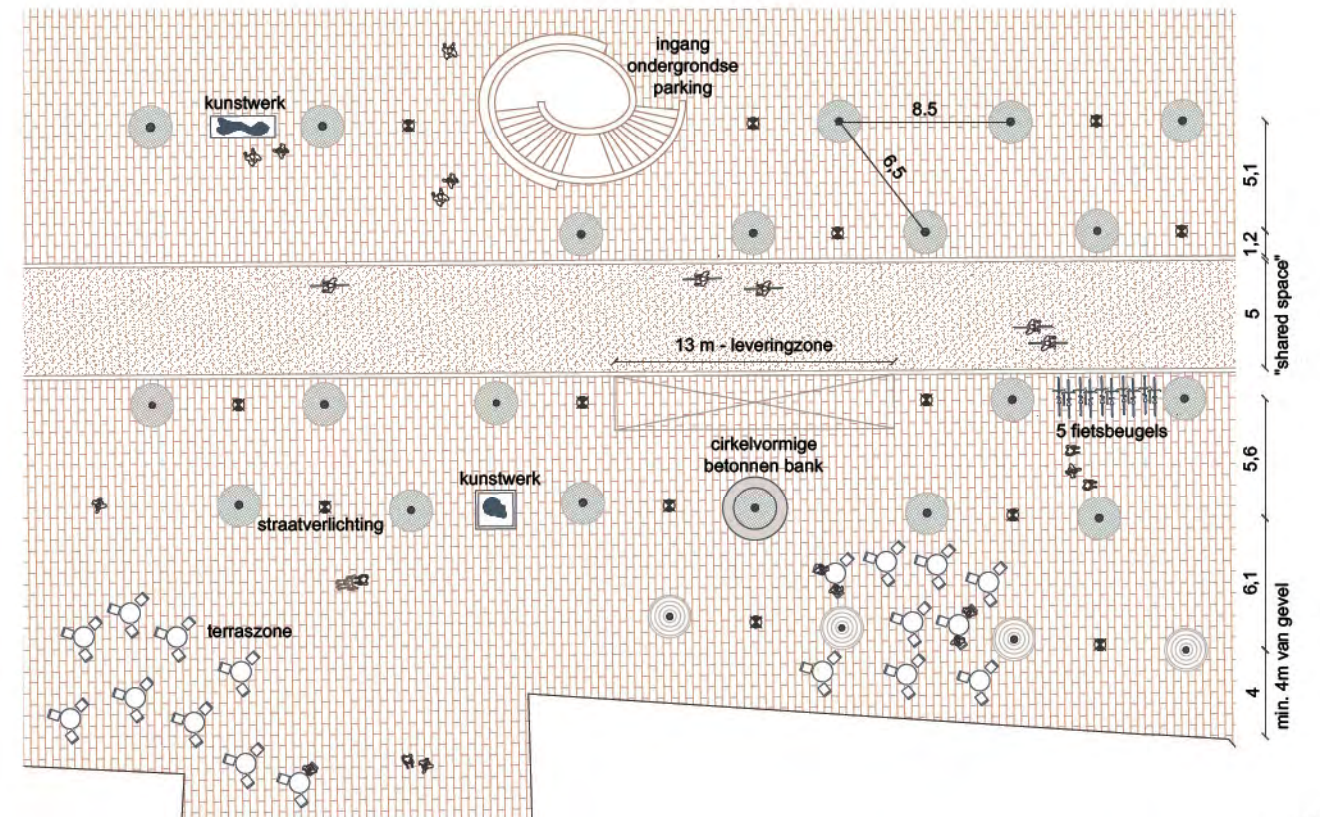 ingang
ondergrondse
parking
kunstwerk
8.5
6,5
5,1
1,2
5
"shared space"
13 m - leveringzone
5 fietsbeugels
cirkelvormige
betonnen bank
kunstwerk
straatverlichting
5,6
6,1
terraszone
4
min. 4m van gevel